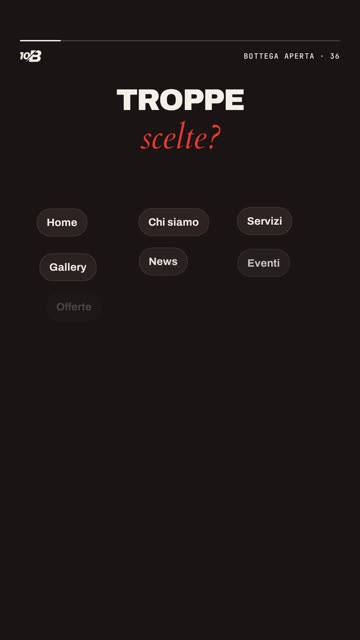 10B
BOTTEGA APERTA · 36
TROPPE
scelte?
Home
Chi siamo
Servizi
Gallery
News
Eventi
Offerte